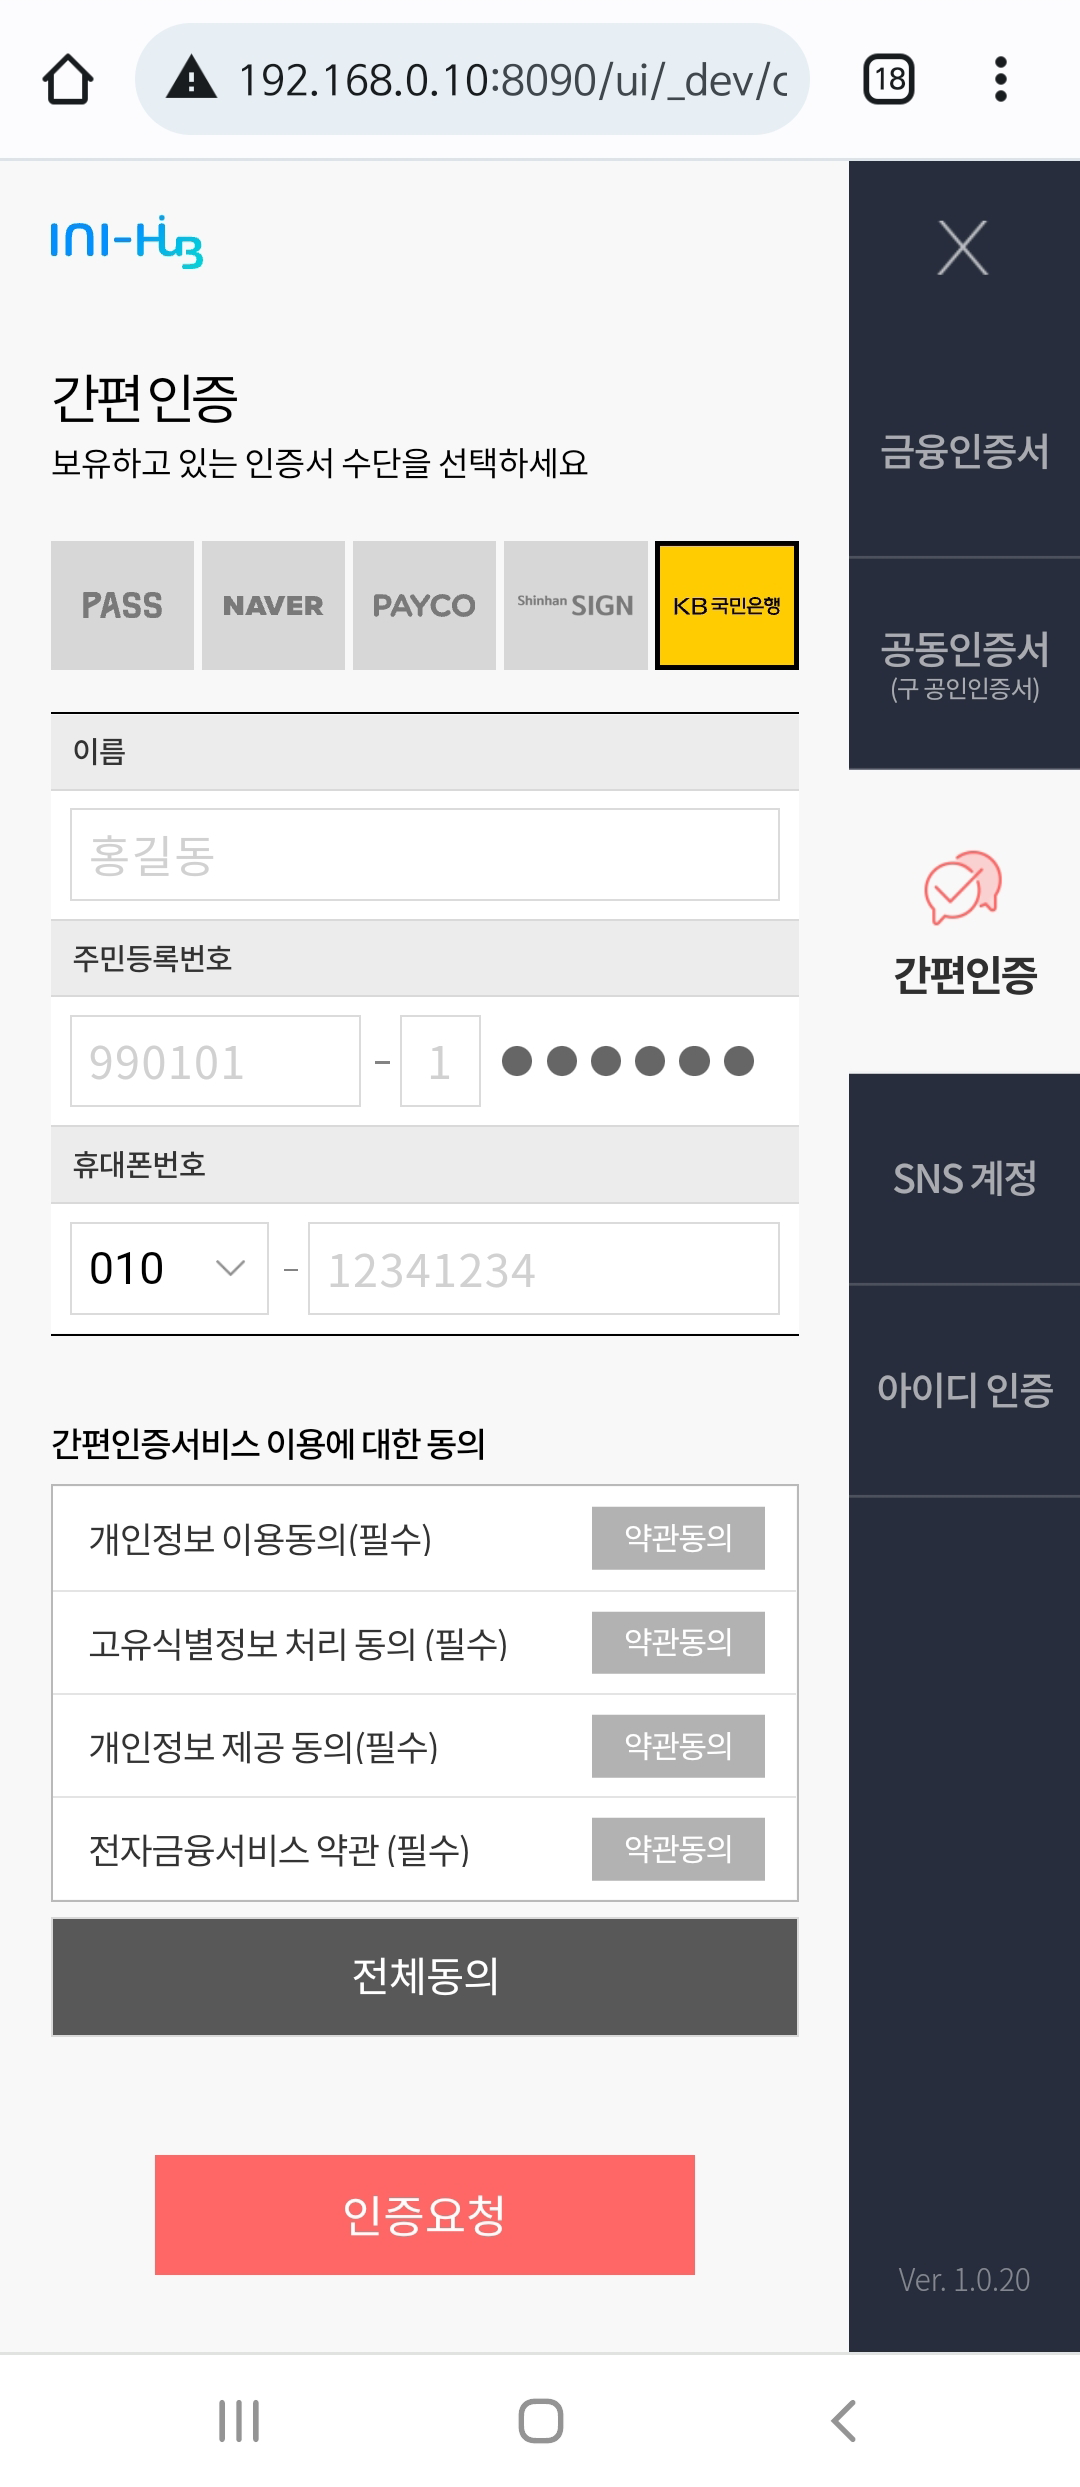 192.168.0.10:8090/ui/_dev/c
18
INI-HuB
간편인증
보유하고 있는 인증서 수단을 선택하세요
PASS
NAVER
PAYCO
Shinhan SIGN
KB국민은행
이름
홍길동
주민등록번호
990101 - 1 ●●●●●●
휴대폰번호
010 - 12341234
간편인증서비스 이용에 대한 동의
개인정보 이용동의(필수) 약관동의
고유식별정보 처리 동의 (필수) 약관동의
개인정보 제공 동의(필수) 약관동의
전자금융서비스 약관 (필수) 약관동의
전체동의
인증요청
금융인증서
공동인증서
(구 공인인증서)
간편인증
SNS 계정
아이디 인증
Ver. 1.0.20